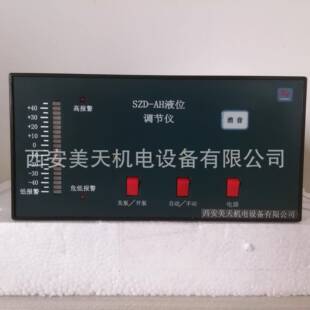 高报警
+40
+30
+20
+10
0
-10
-20
-30
-40
低报警
危低报警
SZD-AH液位
调节仪
消音
西安美天机电设备有限公司
关泵/开泵
自动/手动
电源
西安美天机电设备有限公司